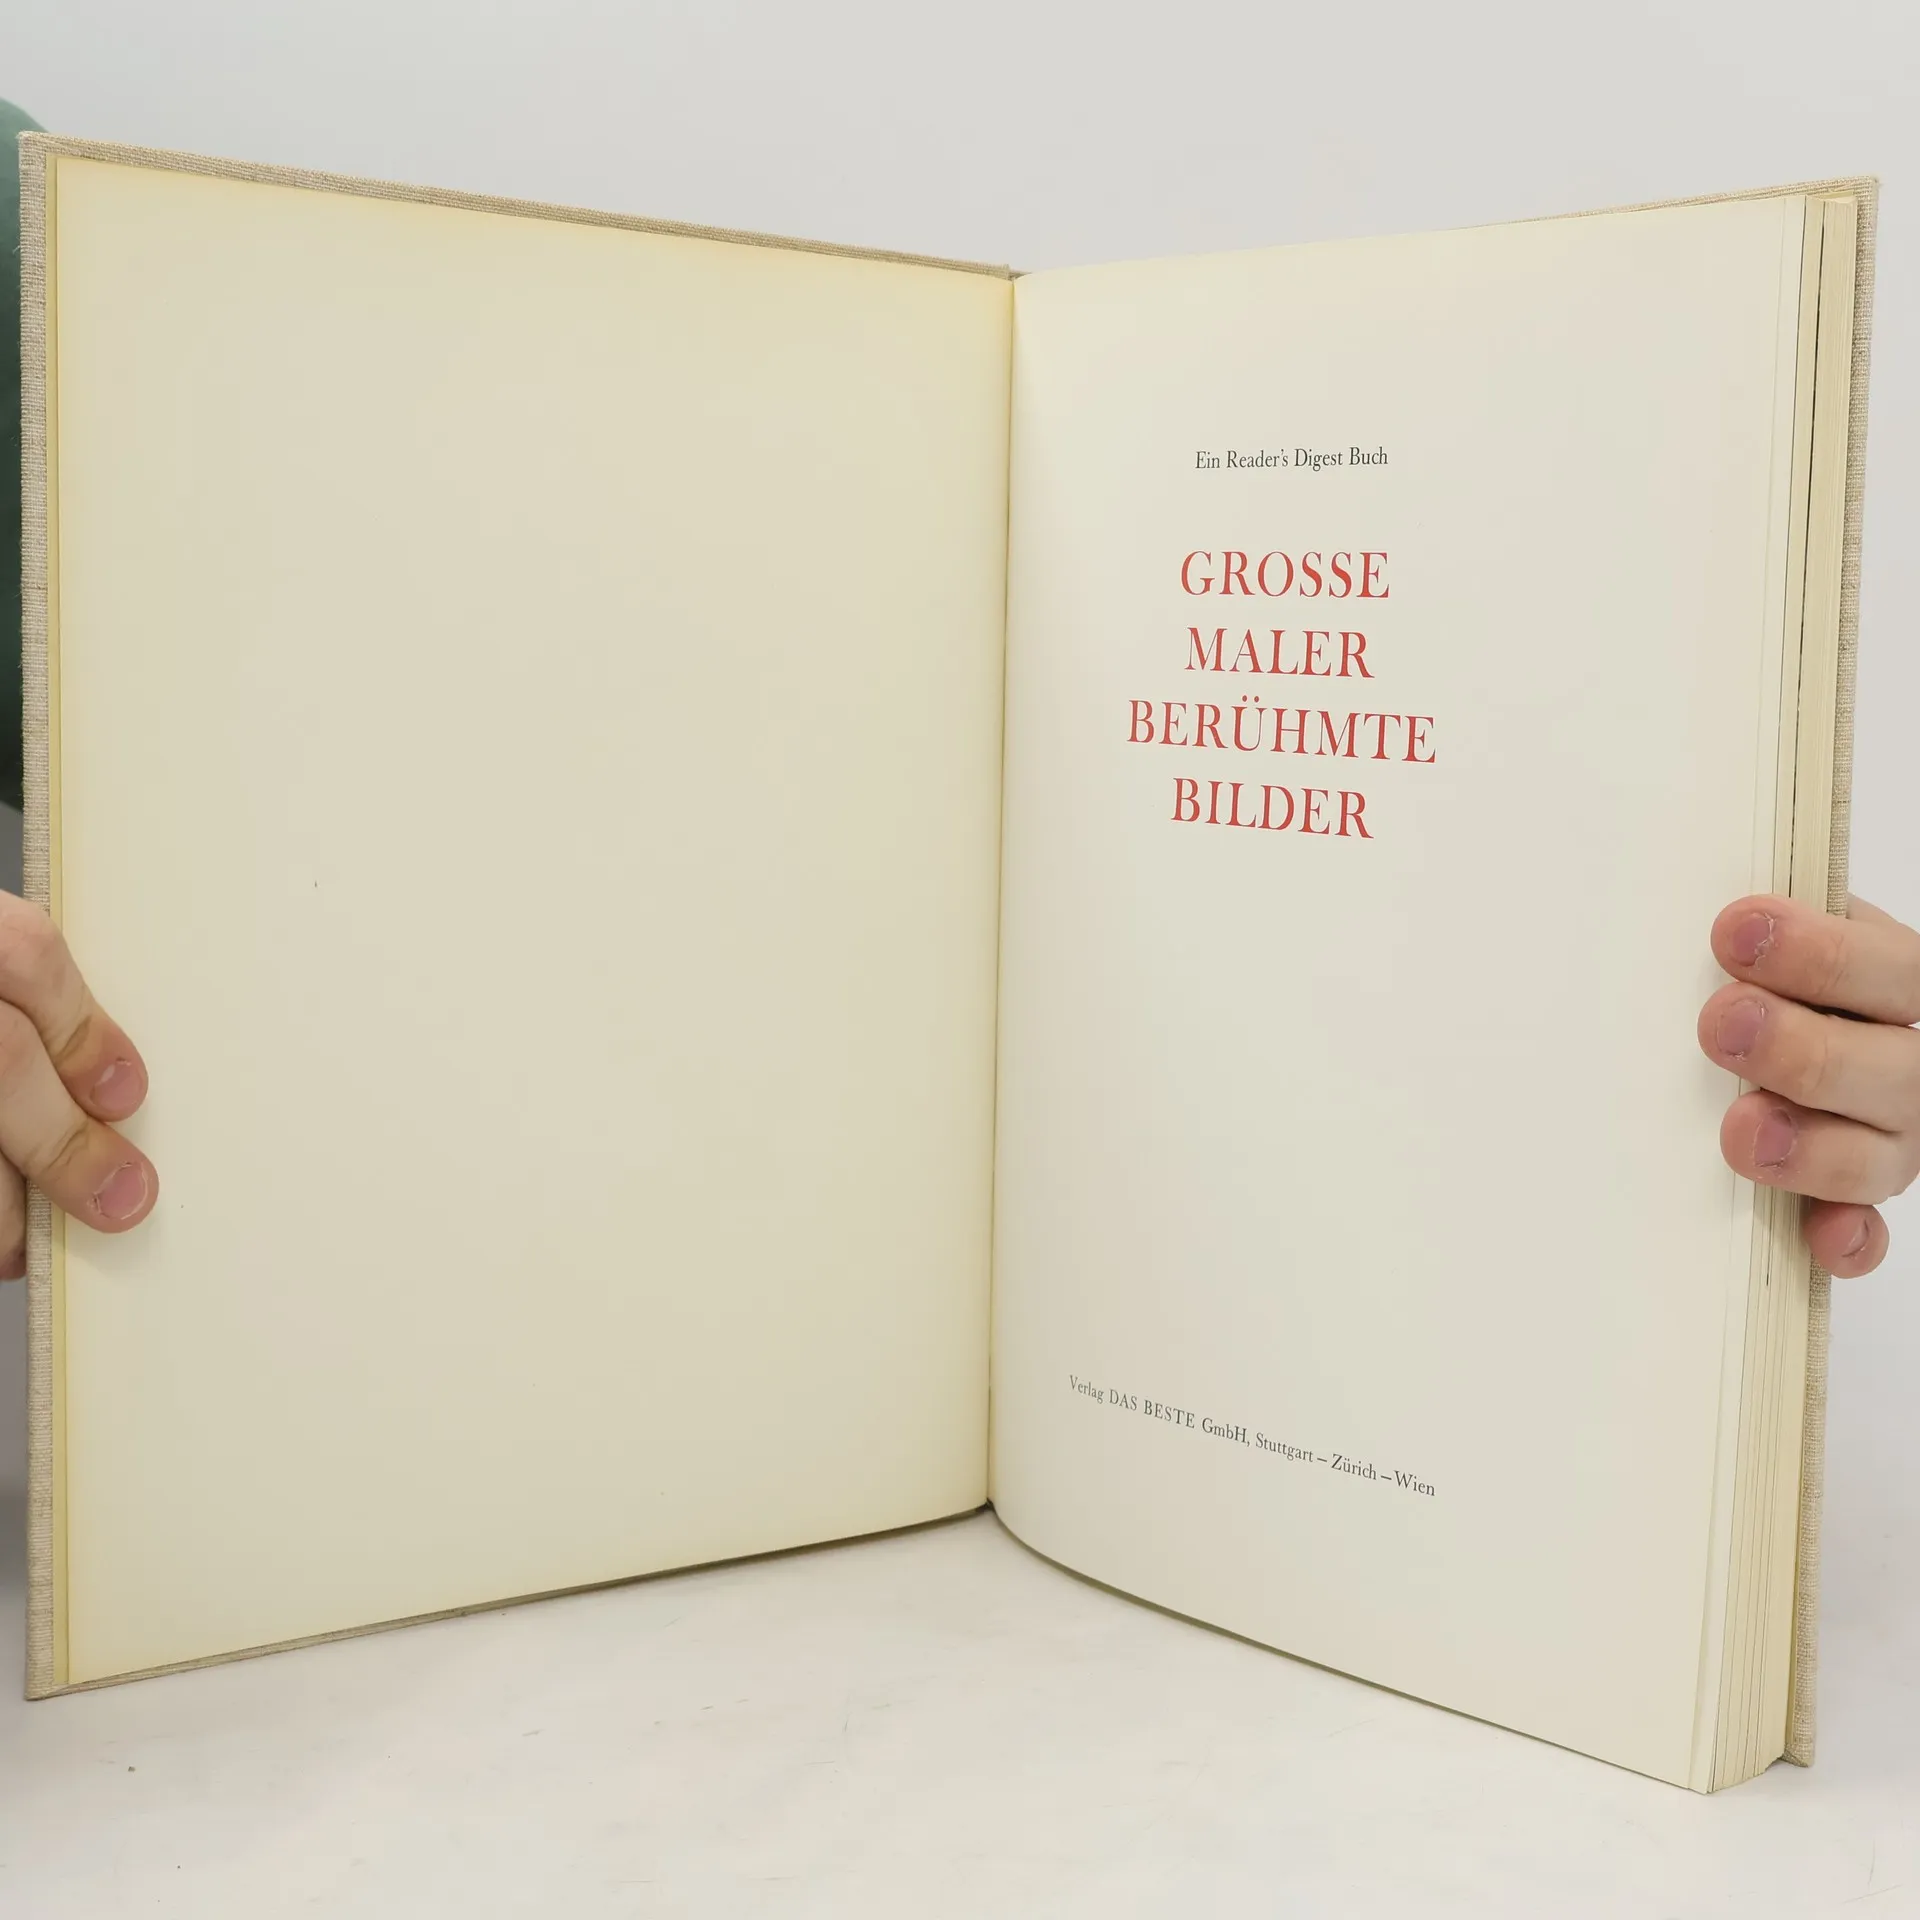 Ein Reader's Digest Buch
GROSSE
MALER
BERÜHMTE
BILDER
Verlag DAS BESTE GmbH, Stuttgart – Zürich – Wien